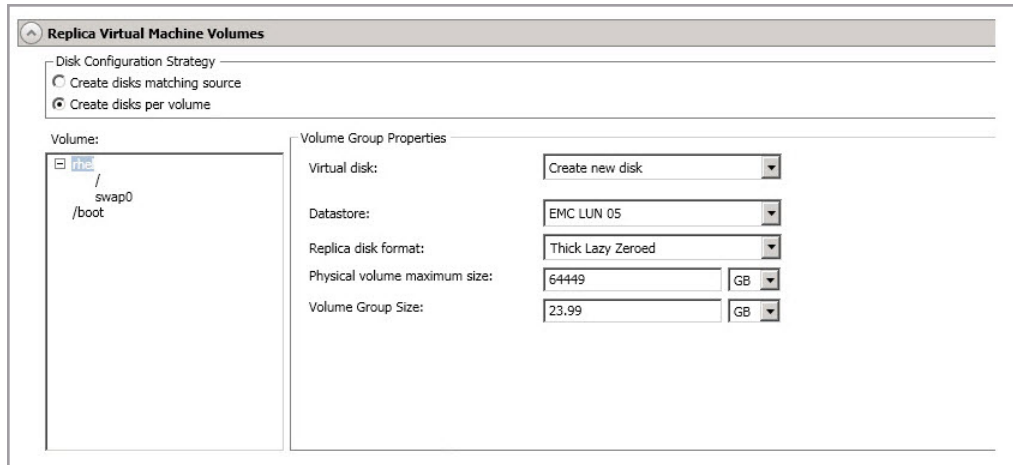 Replica Virtual Machine Volumes
Disk Configuration Strategy
Create disks matching source
Create disks per volume
Volume:
rhel
/
swap0
/boot
Volume Group Properties
Virtual disk: Create new disk
Datastore: EMC LUN 05
Replica disk format: Thick Lazy Zeroed
Physical volume maximum size: 64449 GB
Volume Group Size: 23.99 GB